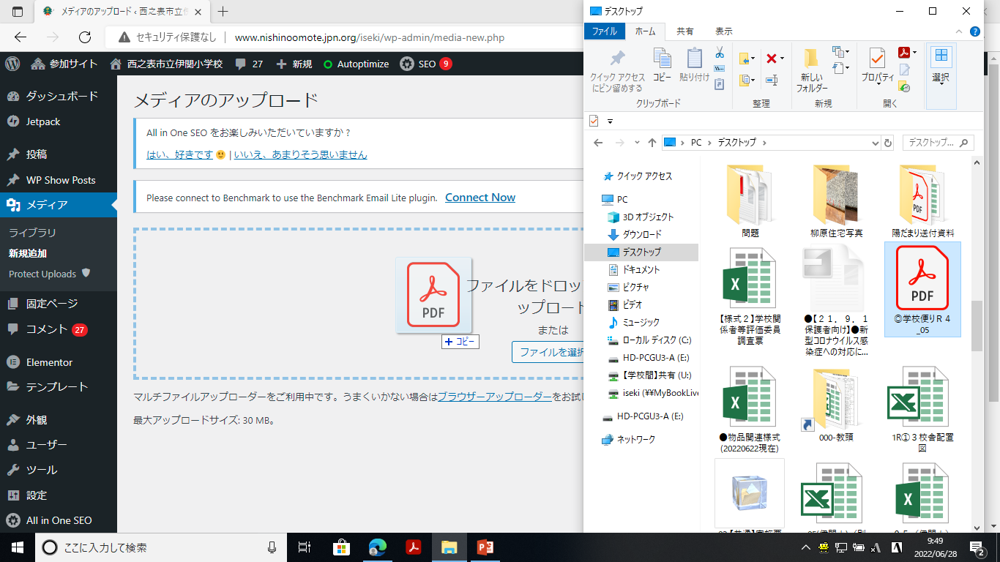 メディアのアップロード ‹ 西之表市立伊
セキュリティ保護なし
www.nishinoomote.jpn.org/iseki/wp-admin/media-new.php
参加サイト
西之表市立伊関小学校
27
新規
Autoptimize
SEO 9
ダッシュボード
Jetpack
投稿
WP Show Posts
メディア
ライブラリ
新規追加
Protect Uploads
固定ページ
コメント 27
Elementor
テンプレート
外観
ユーザー
ツール
設定
All in One SEO
メディアのアップロード
All in One SEO をお楽しみいただいていますか ?
はい、好きです | いいえ、あまりそう思いません
Please connect to Benchmark to use the Benchmark Email Lite plugin. Connect Now
ファイルをドロッ
ップロード
または
ファイルを選択
PDF
+ コピー
マルチファイルアップローダーをご利用中です。うまくいかない場合はブラウザーアップローダーをお試し
最大アップロードサイズ: 30 MB。
デスクトップ
ファイル
ホーム
共有
表示
クイック アクセス
にピン留めする
コピー
貼り付け
クリップボード
整理
新しい
フォルダー
新規
プロパティ
開く
選択
PC › デスクトップ ›
デスクトップ...
クイック アクセス
PC
3D オブジェクト
ダウンロード
デスクトップ
ドキュメント
ピクチャ
ビデオ
ミュージック
ローカル ディスク (C:)
HD-PCGU3-A (E:)
【学校間】共有 (U:)
iseki (¥¥MyBookLive
HD-PCGU3-A (E:)
ネットワーク
問題
柳原住宅写真
PDF
陽だまり送付資料
【様式２】学校関
係者等評価委員
調査票
●【２１．９．１
保護者向け】●新
型コロナウイルス感
染症への対応に...
PDF
◎学校便りＲ４
_05
●物品関連様式
(20220622現在)
000-教頭
1R①３校舎配置
図
ここに入力して検索
9:49
2022/06/28
2